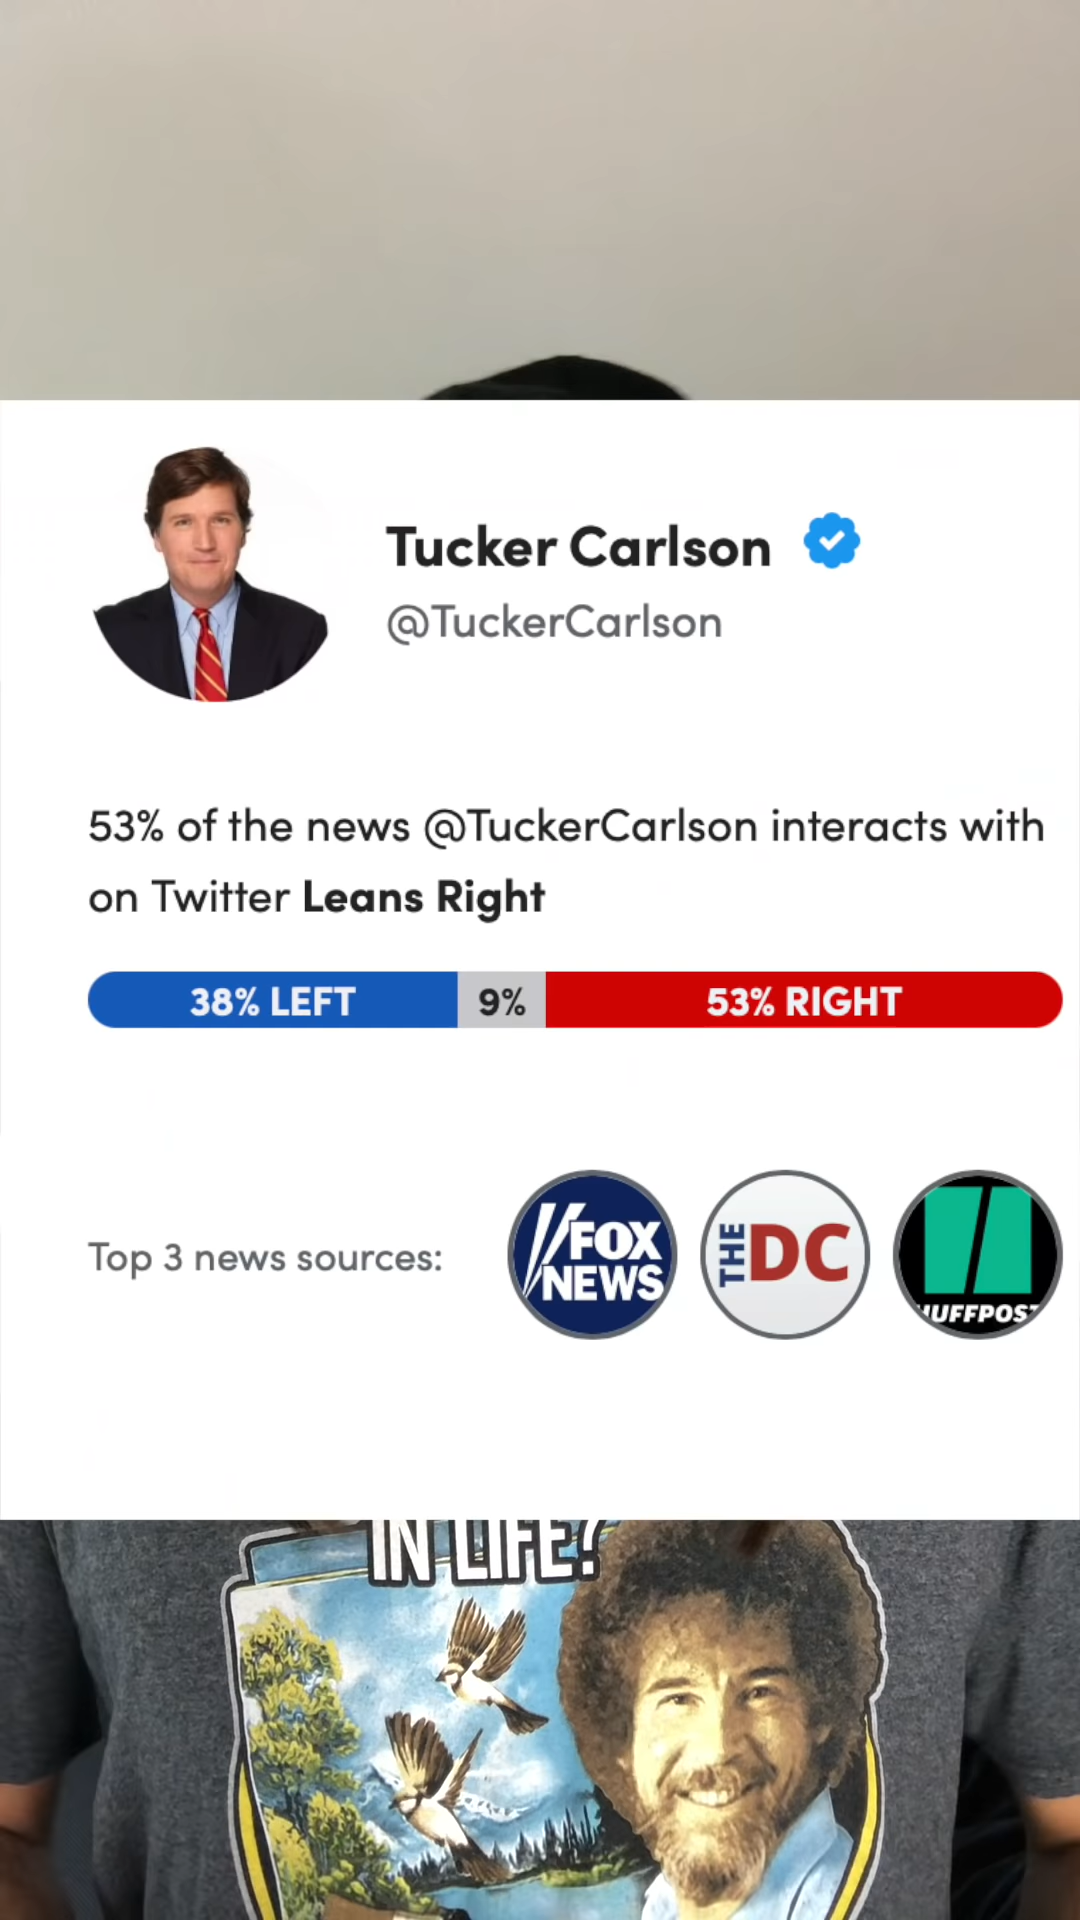 Tucker Carlson
@TuckerCarlson
53% of the news @TuckerCarlson interacts with
on Twitter Leans Right
38% LEFT 9% 53% RIGHT
Top 3 news sources:
FOX
NEWS
THE DC
HUFFPOST
IN LIFE?